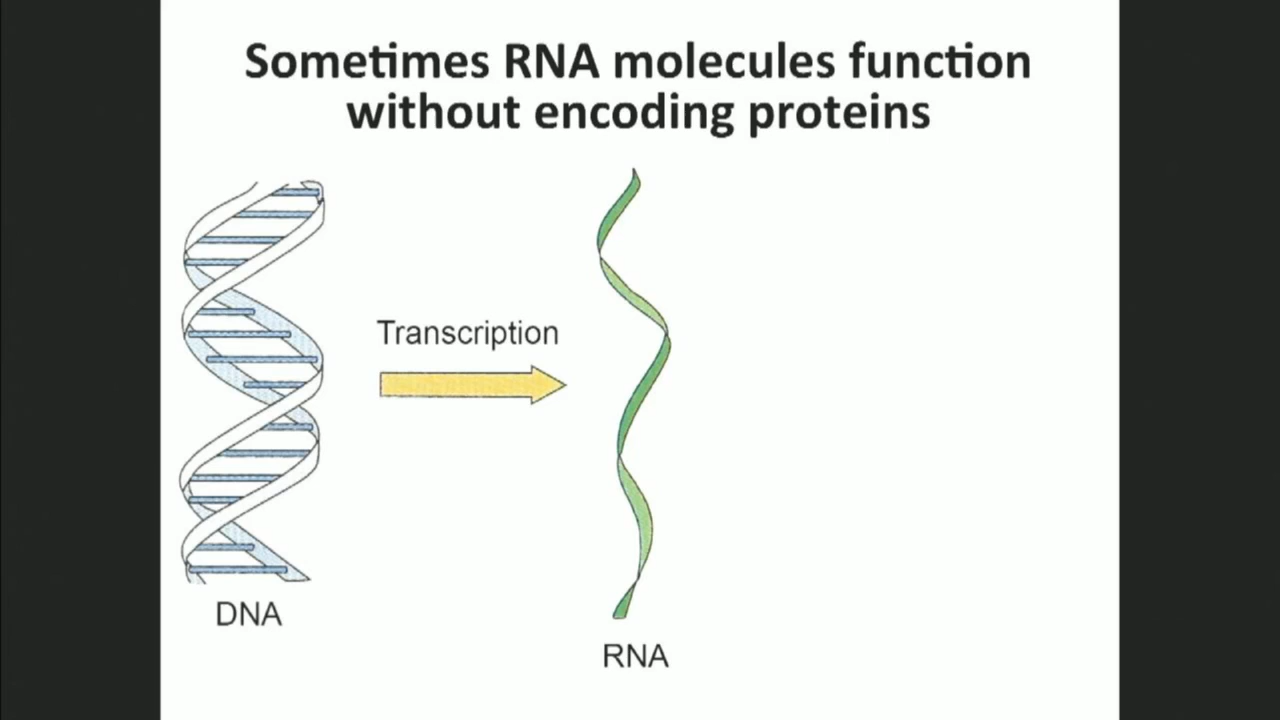 Sometimes RNA molecules function
without encoding proteins
Transcription
DNA
RNA